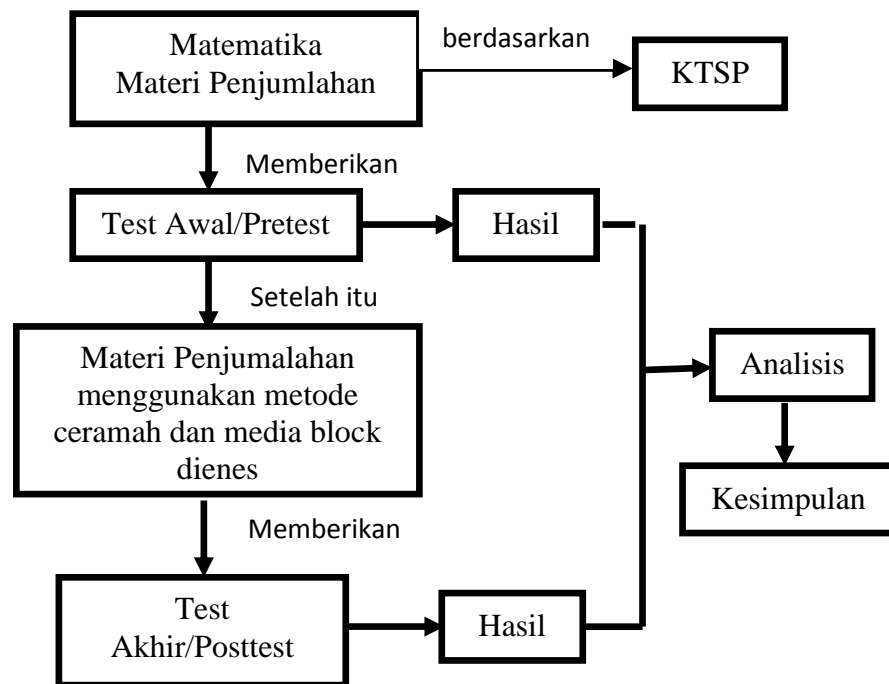 Matematika
Materi Penjumlahan
berdasarkan
KTSP
Memberikan
Test Awal/Pretest
Hasil
Setelah itu
Materi Penjumalahan
menggunakan metode
ceramah dan media block
dienes
Analisis
Kesimpulan
Memberikan
Test
Akhir/Posttest
Hasil